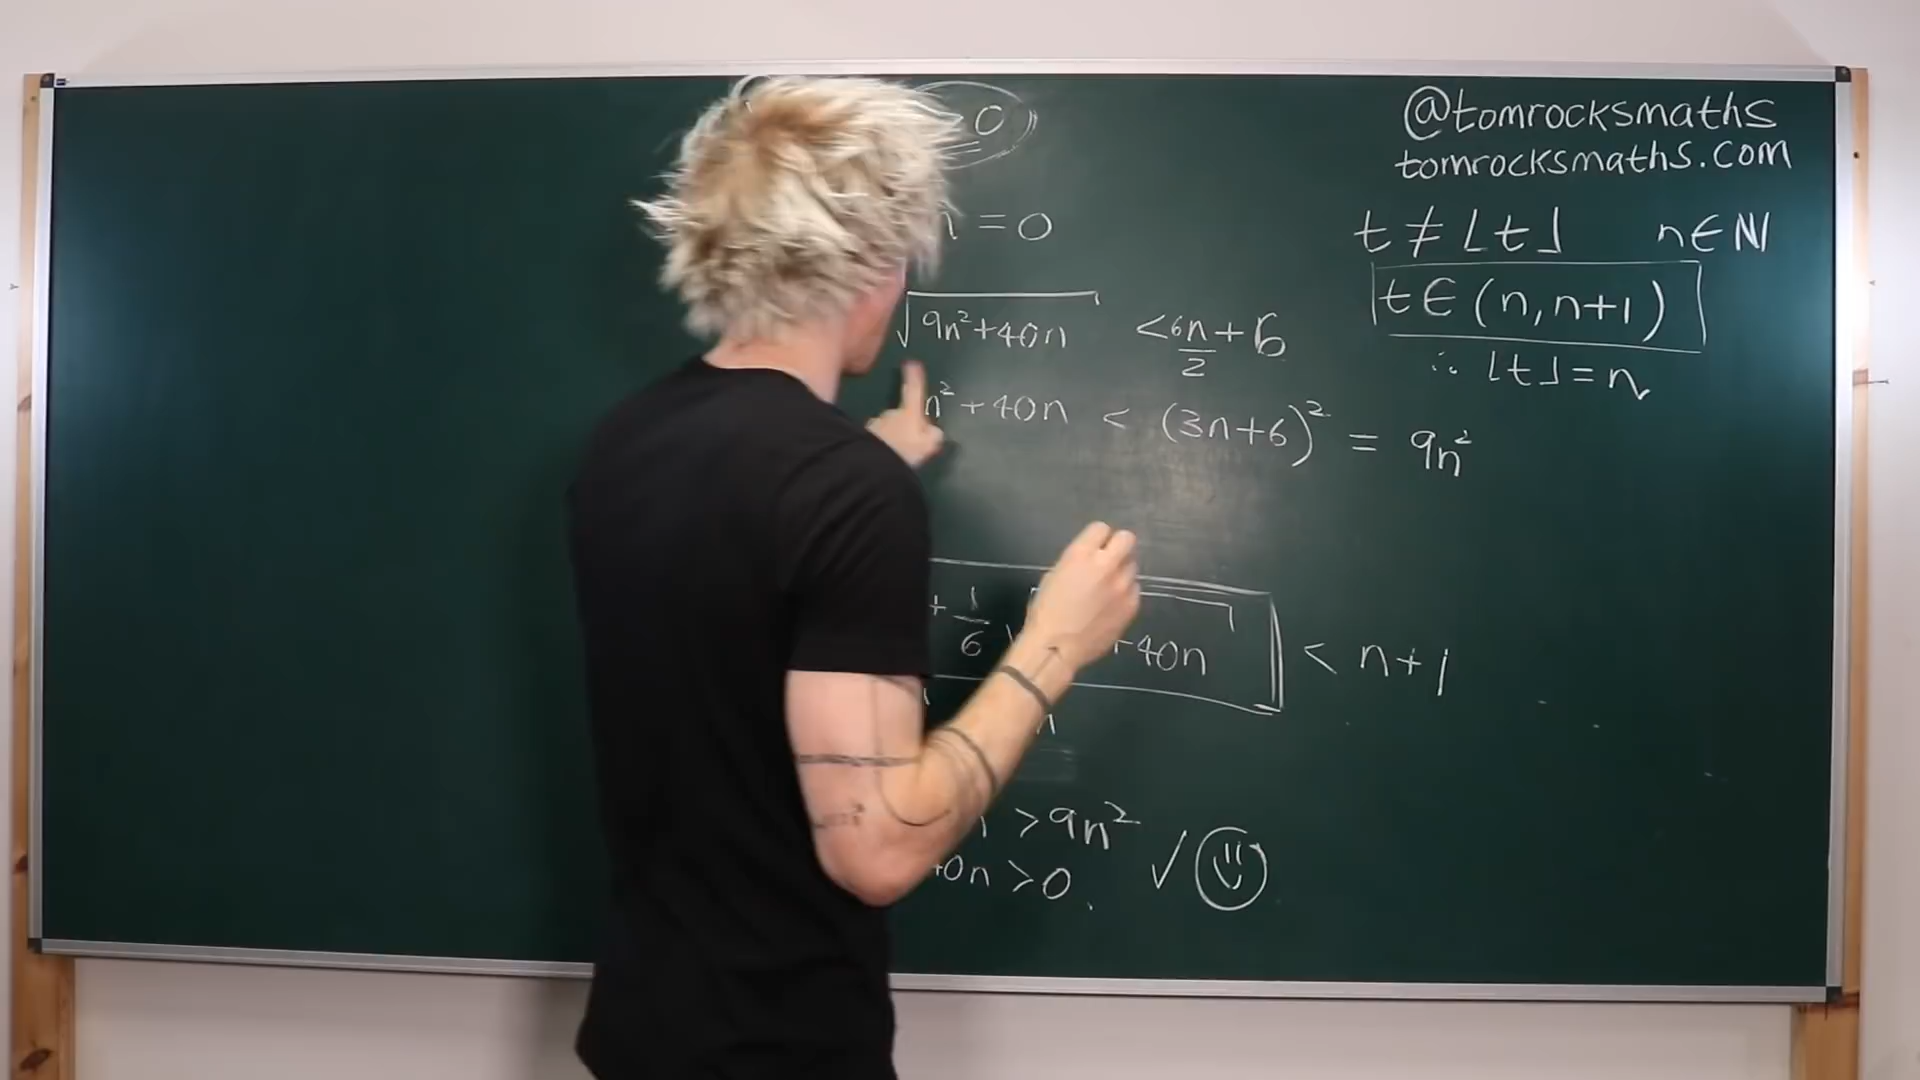 > 0
@tomrocksmaths
tomrocksmaths.com
n = 0
t ≠ ⌊t⌋ n ∈ ℕ
√9n²+40n < 6n/2 + 6
t ∈ (n, n+1)
∴ ⌊t⌋ = n
n² + 40n < (3n+6)² = 9n²
+ 1/6 +40n < n+1
> 9n²
0n > 0 ✓